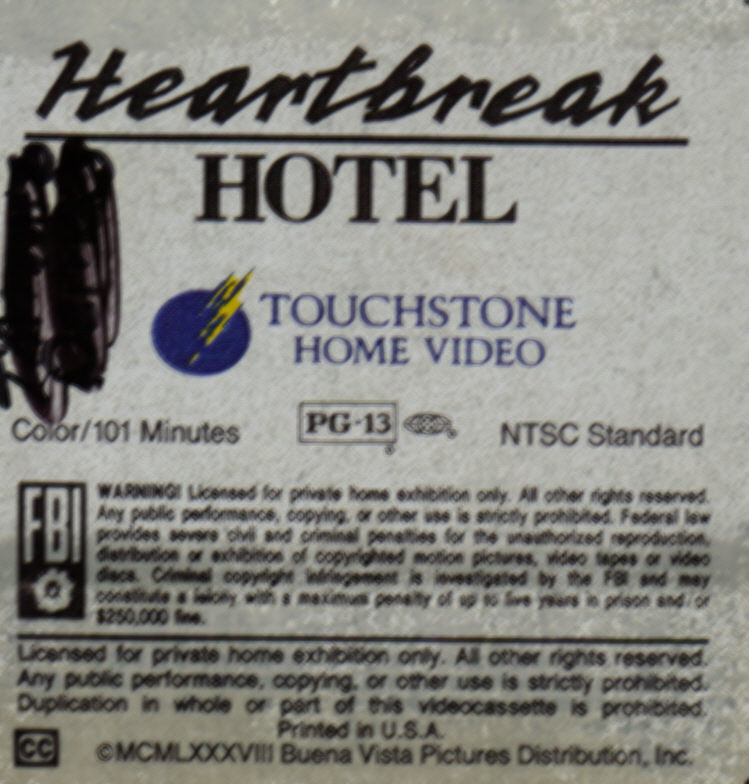 Heartbreak
HOTEL
TOUCHSTONE
HOME VIDEO
Color/101 Minutes PG-13 ® NTSC Standard
FBI
WARNING! Licensed for private home exhibition only. All other rights reserved.
Any public performance, copying, or other use is strictly prohibited. Federal law
provides severe civil and criminal penalties for the unauthorized reproduction,
distribution or exhibition of copyrighted motion pictures, video tapes or video
discs. Criminal copyright infringement is investigated by the FBI and may
constitute a felony with a maximum penalty of up to five years in prison and/or
$250,000 fine.
Licensed for private home exhibition only. All other rights reserved.
Any public performance, copying, or other use is strictly prohibited.
Duplication in whole or part of this videocassette is prohibited.
Printed in U.S.A.
CC ©MCMLXXXVIII Buena Vista Pictures Distribution, Inc.